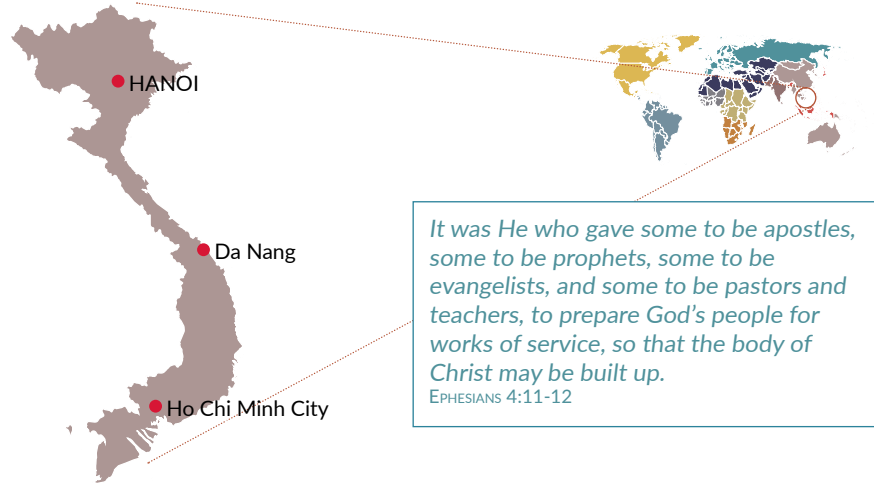 HANOI
Da Nang
Ho Chi Minh City
It was He who gave some to be apostles,
some to be prophets, some to be
evangelists, and some to be pastors and
teachers, to prepare God’s people for
works of service, so that the body of
Christ may be built up.
Ephesians 4:11-12